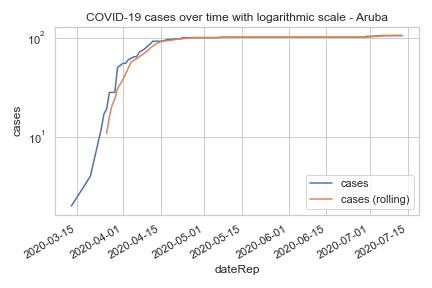 COVID-19 cases over time with logarithmic scale - Aruba
10²
10¹
cases
cases
cases (rolling)
2020-03-15
2020-04-01
2020-04-15
2020-05-01
2020-05-15
2020-06-01
2020-06-15
2020-07-01
2020-07-15
dateRep